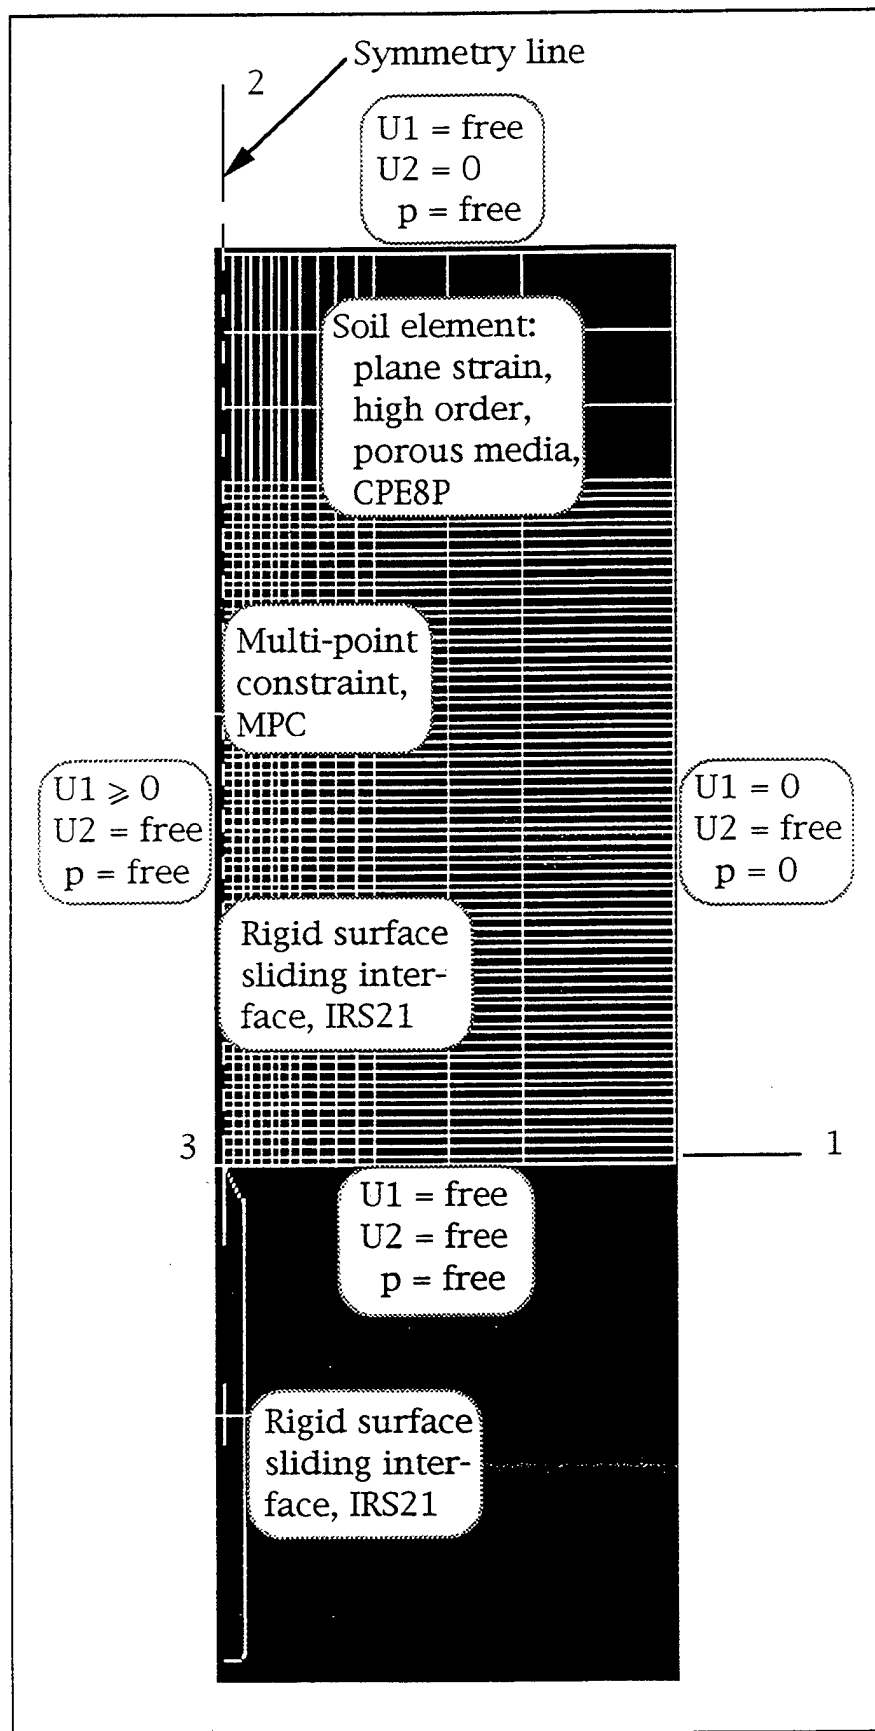 Symmetry line
2
U1 = free
U2 = 0
p = free
Soil element:
plane strain,
high order,
porous media,
CPE8P
Multi-point
constraint,
MPC
U1 ⩾ 0
U2 = free
p = free
U1 = 0
U2 = free
p = 0
Rigid surface
sliding inter-
face, IRS21
3
1
U1 = free
U2 = free
p = free
Rigid surface
sliding inter-
face, IRS21